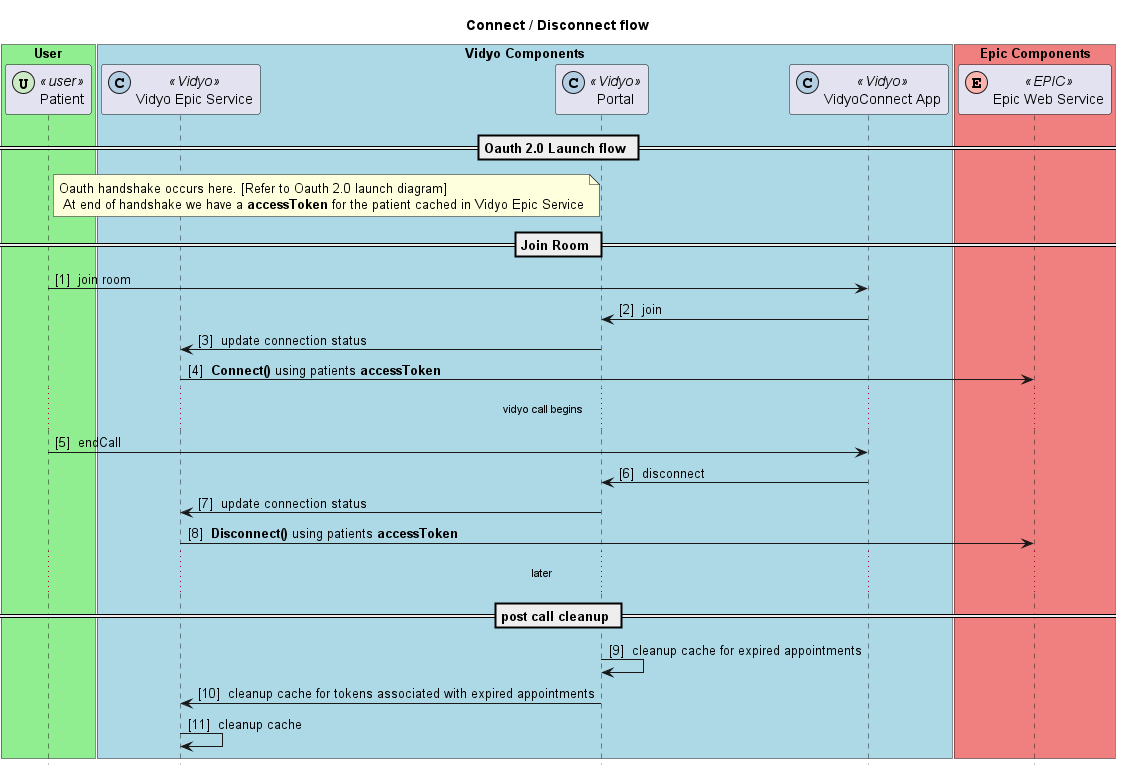 Connect / Disconnect flow
User
Vidyo Components
Epic Components
U «user»
Patient
C «Vidyo»
Vidyo Epic Service
C «Vidyo»
Portal
C «Vidyo»
VidyoConnect App
E «EPIC»
Epic Web Service
Oauth 2.0 Launch flow
Oauth handshake occurs here. [Refer to Oauth 2.0 launch diagram]
At end of handshake we have a accessToken for the patient cached in Vidyo Epic Service
Join Room
[1] join room
[2] join
[3] update connection status
[4] Connect() using patients accessToken
vidyo call begins
[5] endCall
[6] disconnect
[7] update connection status
[8] Disconnect() using patients accessToken
later
post call cleanup
[9] cleanup cache for expired appointments
[10] cleanup cache for tokens associated with expired appointments
[11] cleanup cache